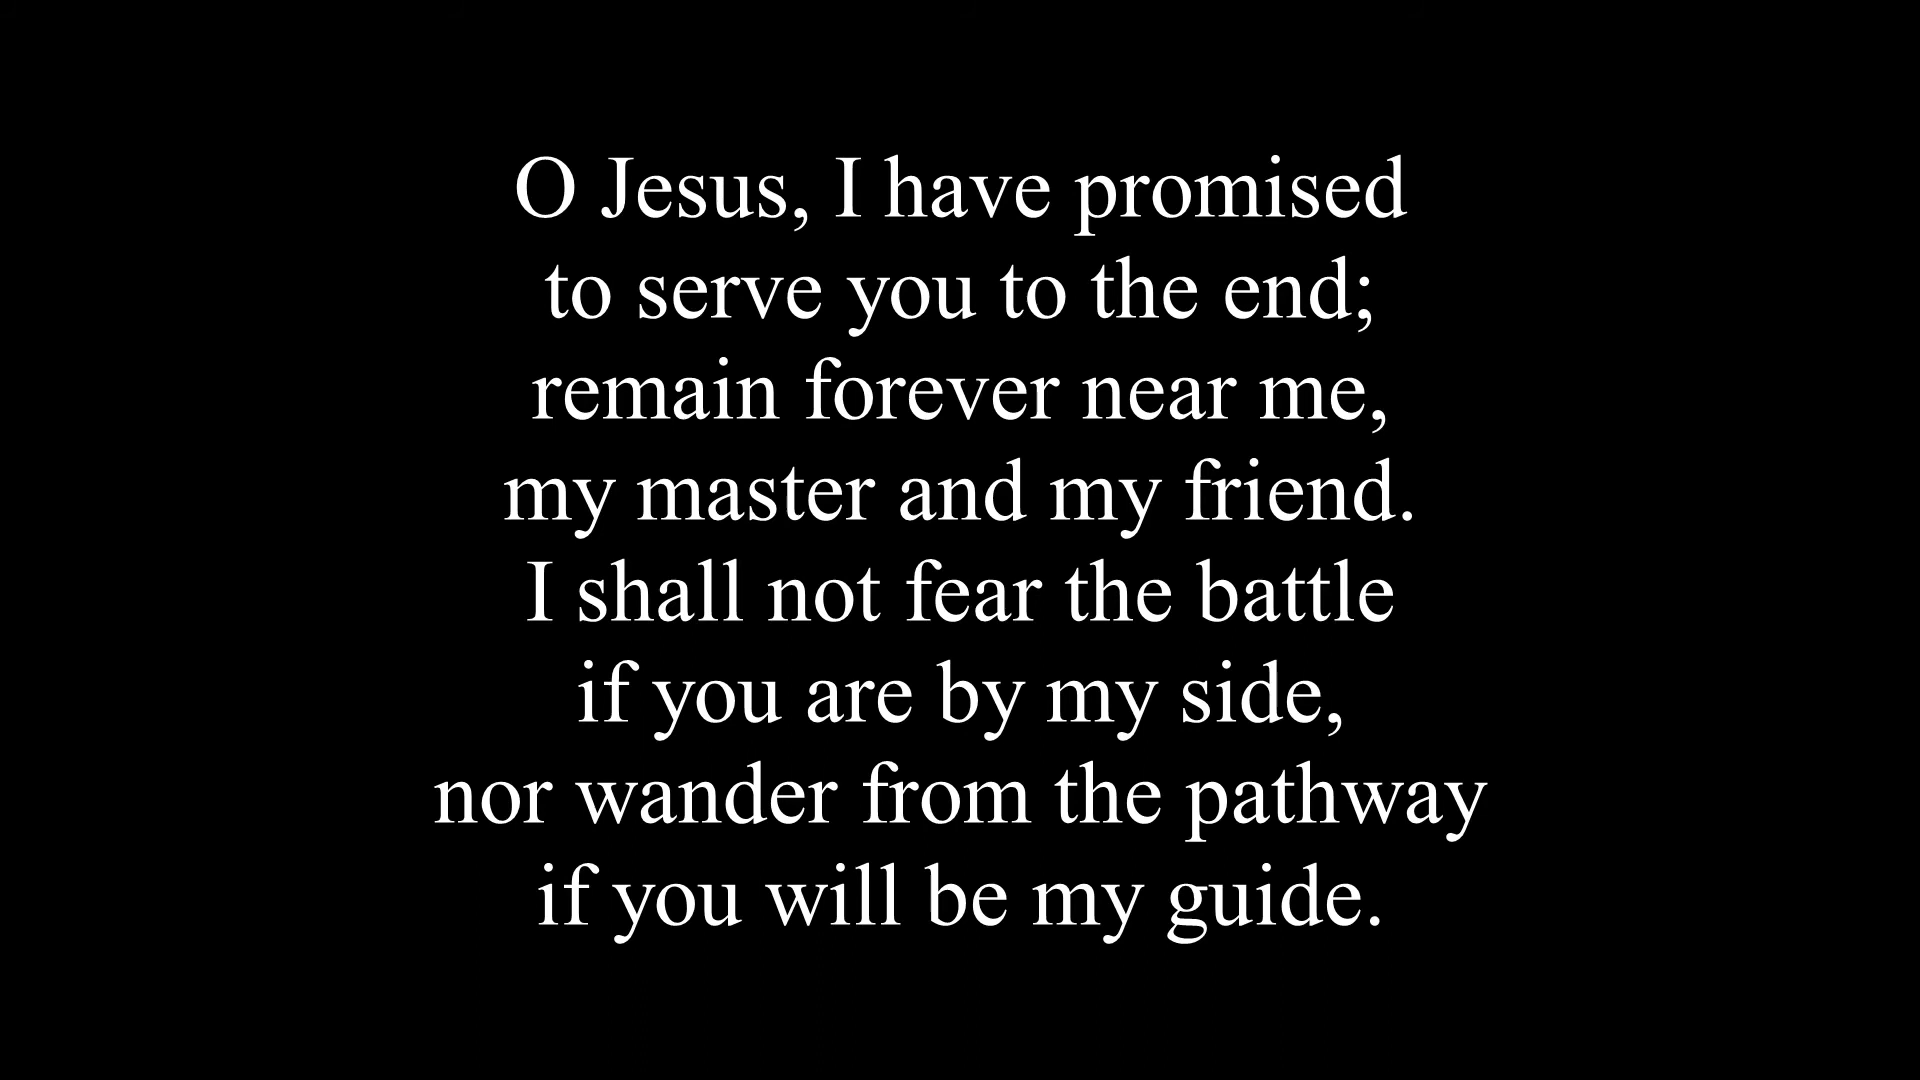 O Jesus, I have promised
to serve you to the end;
remain forever near me,
my master and my friend.
I shall not fear the battle
if you are by my side,
nor wander from the pathway
if you will be my guide.